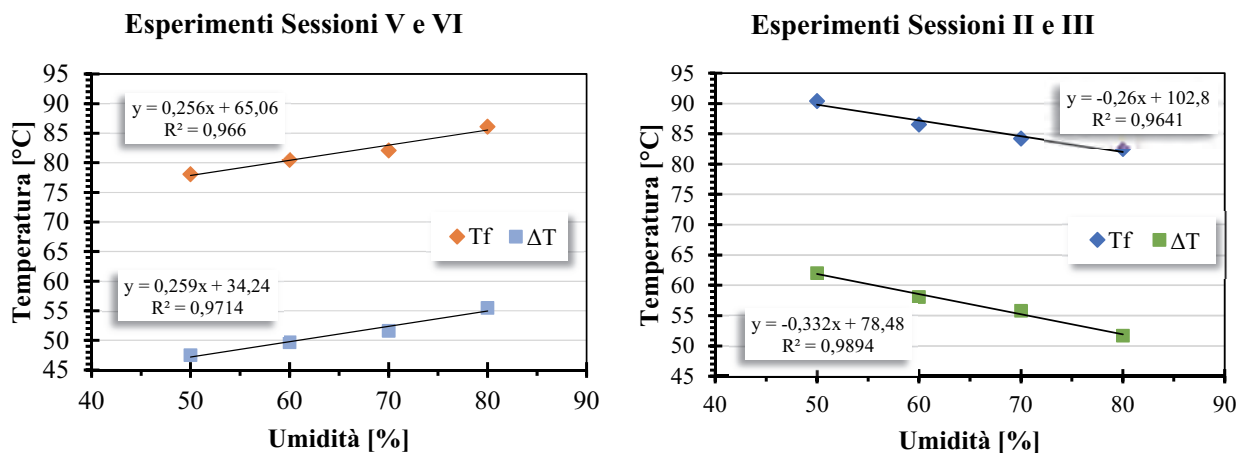 Esperimenti Sessioni V e VI
95
90
85
80
75
70
65
60
55
50
45
40 50 60 70 80 90
Temperatura [°C]
Umidità [%]
y = 0,256x + 65,06
R² = 0,966
Tf ΔT
y = 0,259x + 34,24
R² = 0,9714
Esperimenti Sessioni II e III
95
90
85
80
75
70
65
60
55
50
45
40 50 60 70 80 90
Temperatura [°C]
Umidità [%]
y = -0,26x + 102,8
R² = 0,9641
Tf ΔT
y = -0,332x + 78,48
R² = 0,9894